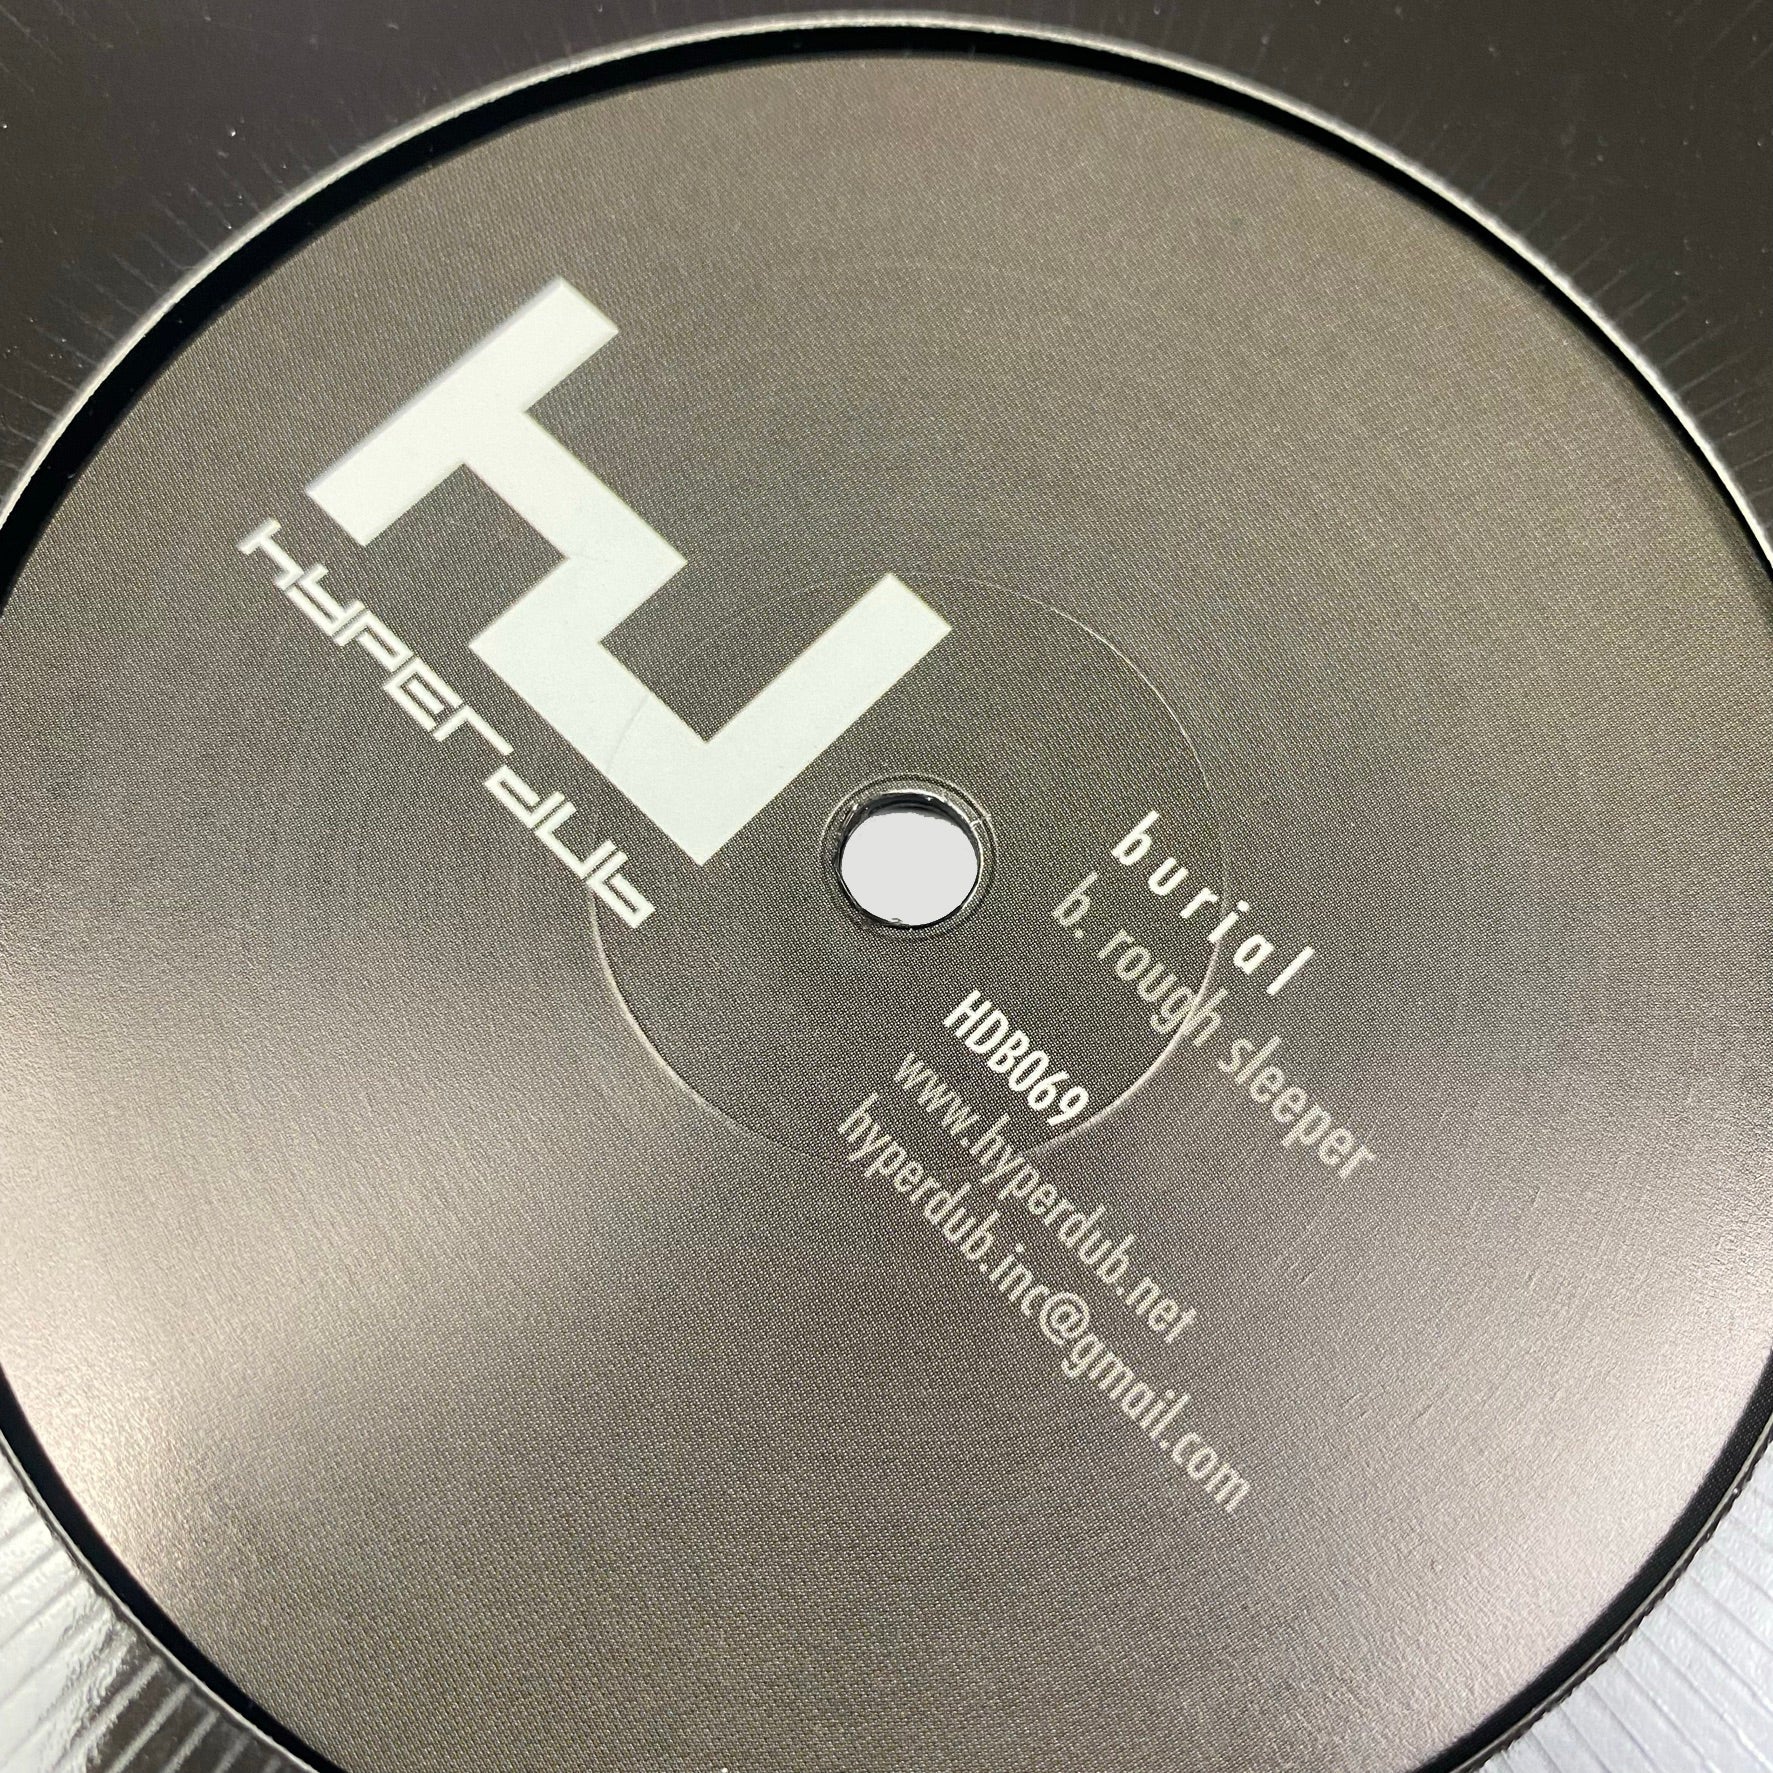 hyperdub
burial
b. rough sleeper
HDB069
www.hyperdub.net
hyperdub.inc@gmail.com